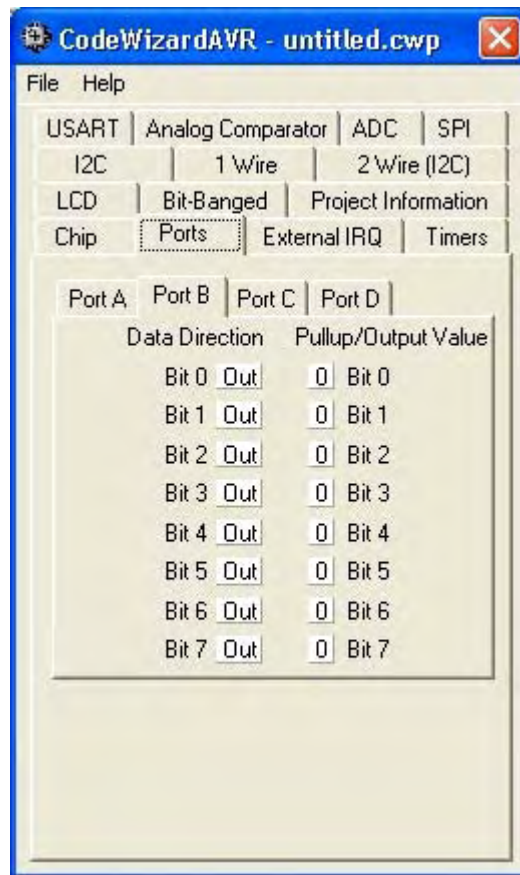 CodeWizardAVR - untitled.cwp
File Help
USART Analog Comparator ADC SPI
I2C 1 Wire 2 Wire (I2C)
LCD Bit-Banged Project Information
Chip Ports External IRQ Timers
Port A Port B Port C Port D
Data Direction Pullup/Output Value
Bit 0 Out 0 Bit 0
Bit 1 Out 0 Bit 1
Bit 2 Out 0 Bit 2
Bit 3 Out 0 Bit 3
Bit 4 Out 0 Bit 4
Bit 5 Out 0 Bit 5
Bit 6 Out 0 Bit 6
Bit 7 Out 0 Bit 7